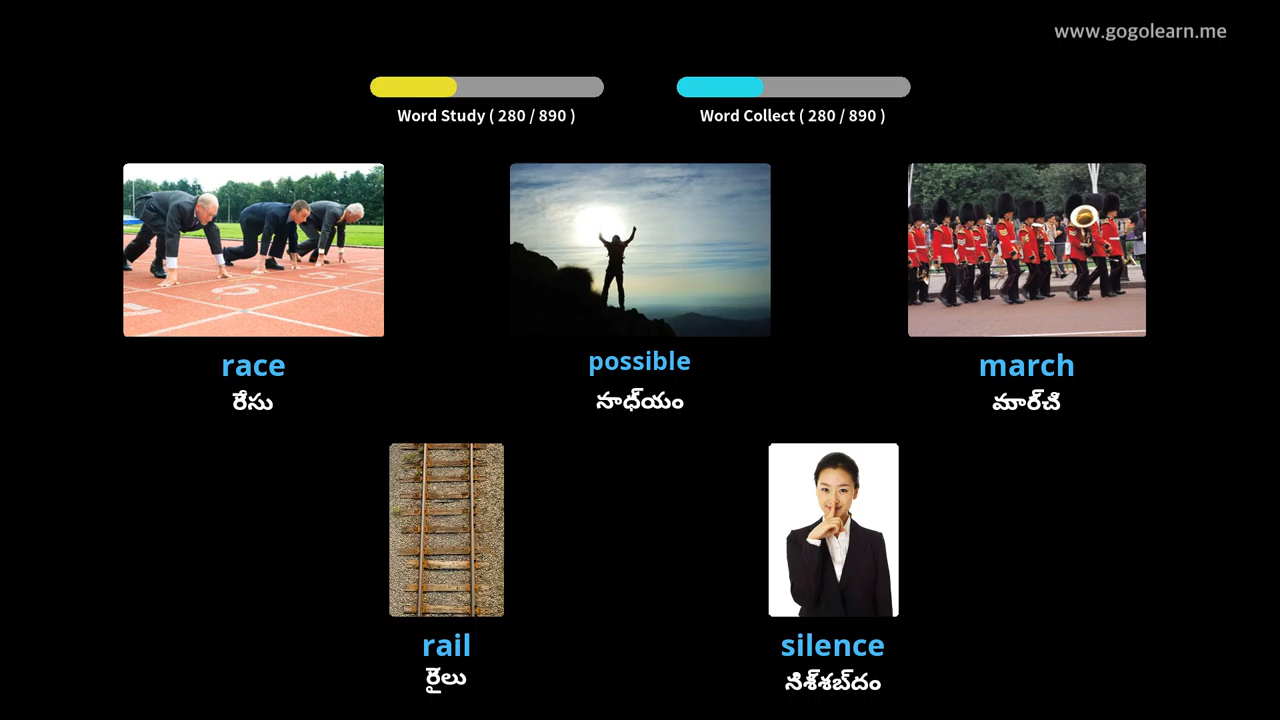 www.gogolearn.me
Word Study ( 280 / 890 )
Word Collect ( 280 / 890 )
race
possible
march
రేసు
సాధ్యం
మార్చి
rail
silence
రైలు
నిశ్శబ్దం